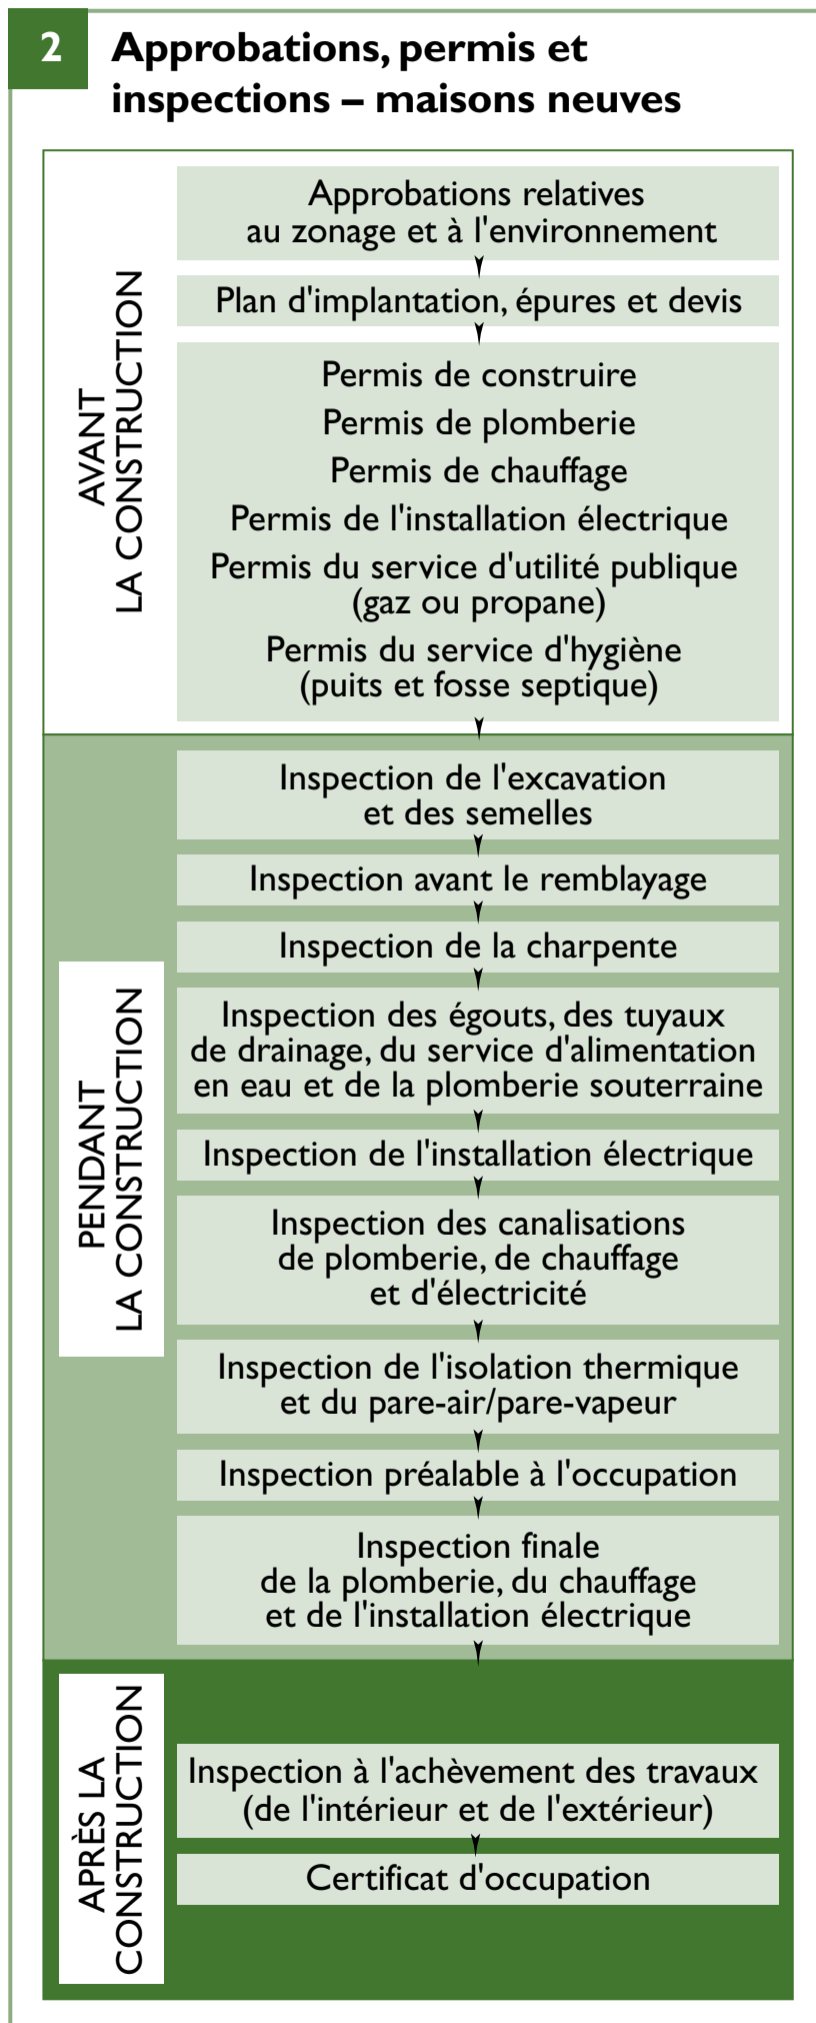 2
Approbations, permis et
inspections – maisons neuves
AVANT
LA CONSTRUCTION
Approbations relatives
au zonage et à l'environnement
Plan d'implantation, épures et devis
Permis de construire
Permis de plomberie
Permis de chauffage
Permis de l'installation électrique
Permis du service d'utilité publique
(gaz ou propane)
Permis du service d'hygiène
(puits et fosse septique)
PENDANT
LA CONSTRUCTION
Inspection de l'excavation
et des semelles
Inspection avant le remblayage
Inspection de la charpente
Inspection des égouts, des tuyaux
de drainage, du service d'alimentation
en eau et de la plomberie souterraine
Inspection de l'installation électrique
Inspection des canalisations
de plomberie, de chauffage
et d'électricité
Inspection de l'isolation thermique
et du pare-air/pare-vapeur
Inspection préalable à l'occupation
Inspection finale
de la plomberie, du chauffage
et de l'installation électrique
APRÈS LA
CONSTRUCTION
Inspection à l'achèvement des travaux
(de l'intérieur et de l'extérieur)
Certificat d'occupation